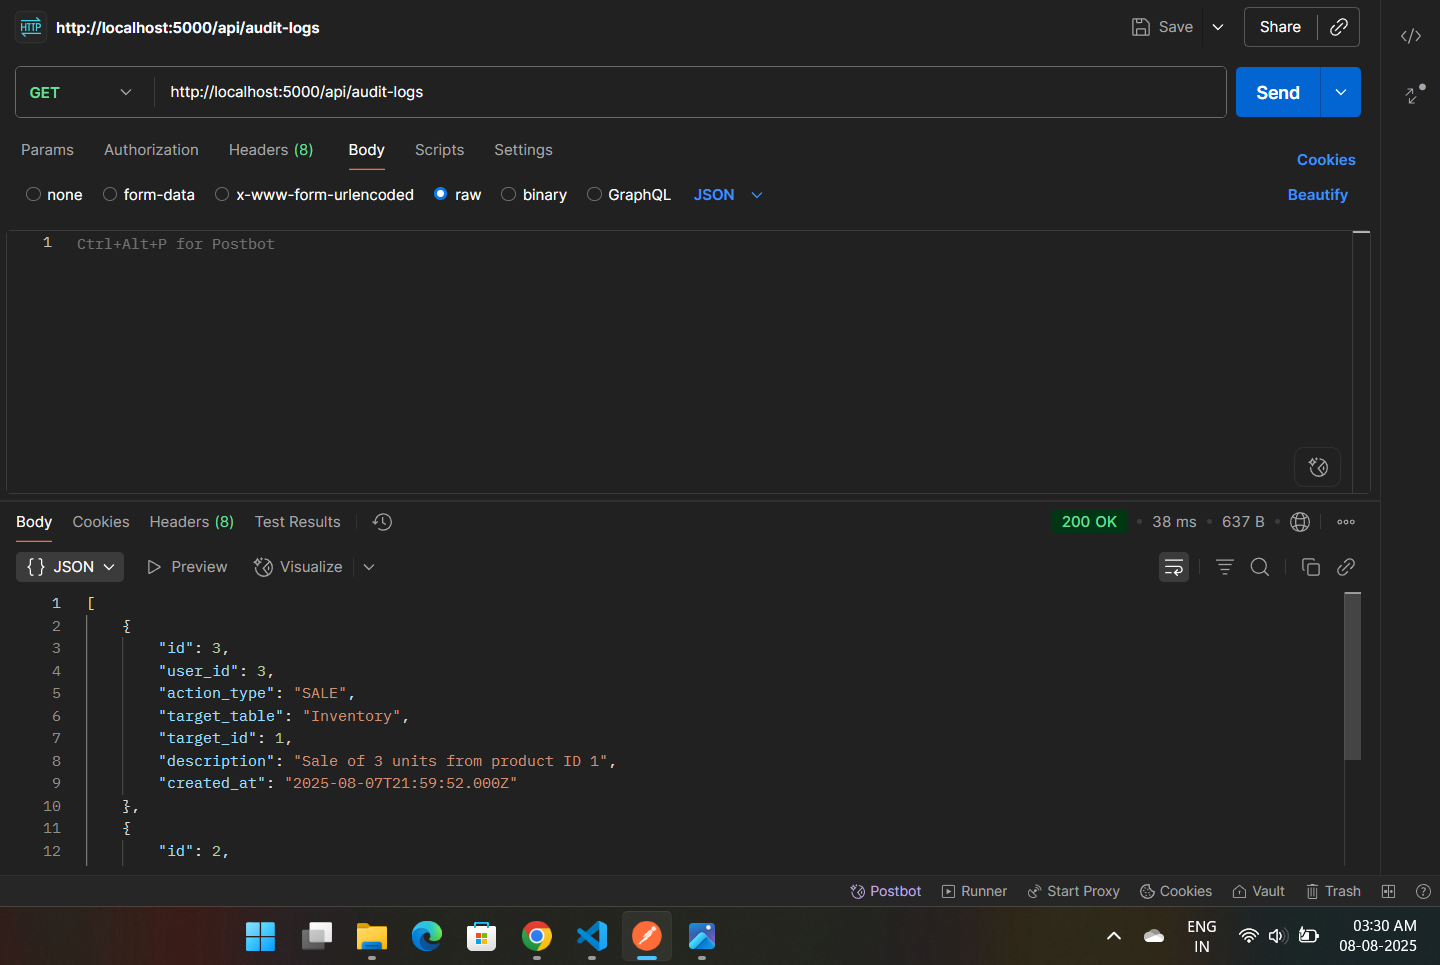 HTTP http://localhost:5000/api/audit-logs Save Share
GET http://localhost:5000/api/audit-logs Send
Params Authorization Headers (8) Body Scripts Settings Cookies
none form-data x-www-form-urlencoded raw binary GraphQL JSON Beautify
1 Ctrl+Alt+P for Postbot
Body Cookies Headers (8) Test Results 200 OK • 38 ms • 637 B •
{} JSON Preview Visualize
1 [
2 {
3 "id": 3,
4 "user_id": 3,
5 "action_type": "SALE",
6 "target_table": "Inventory",
7 "target_id": 1,
8 "description": "Sale of 3 units from product ID 1",
9 "created_at": "2025-08-07T21:59:52.000Z"
10 },
11 {
12 "id": 2,
Postbot Runner Start Proxy Cookies Vault Trash
ENG 03:30 AM
IN 08-08-2025